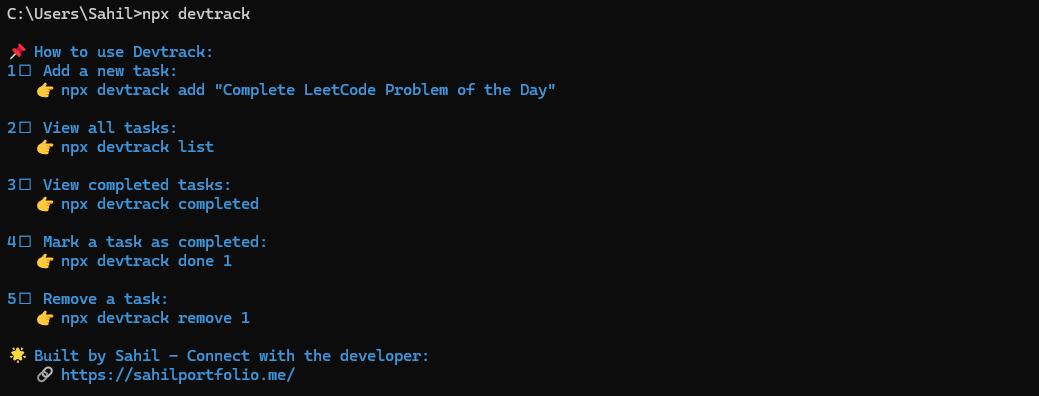 C:\Users\Sahil>npx devtrack
📌 How to use Devtrack:
1□ Add a new task:
👉 npx devtrack add "Complete LeetCode Problem of the Day"
2□ View all tasks:
👉 npx devtrack list
3□ View completed tasks:
👉 npx devtrack completed
4□ Mark a task as completed:
👉 npx devtrack done 1
5□ Remove a task:
👉 npx devtrack remove 1
🌟 Built by Sahil – Connect with the developer:
🔗 https://sahilportfolio.me/